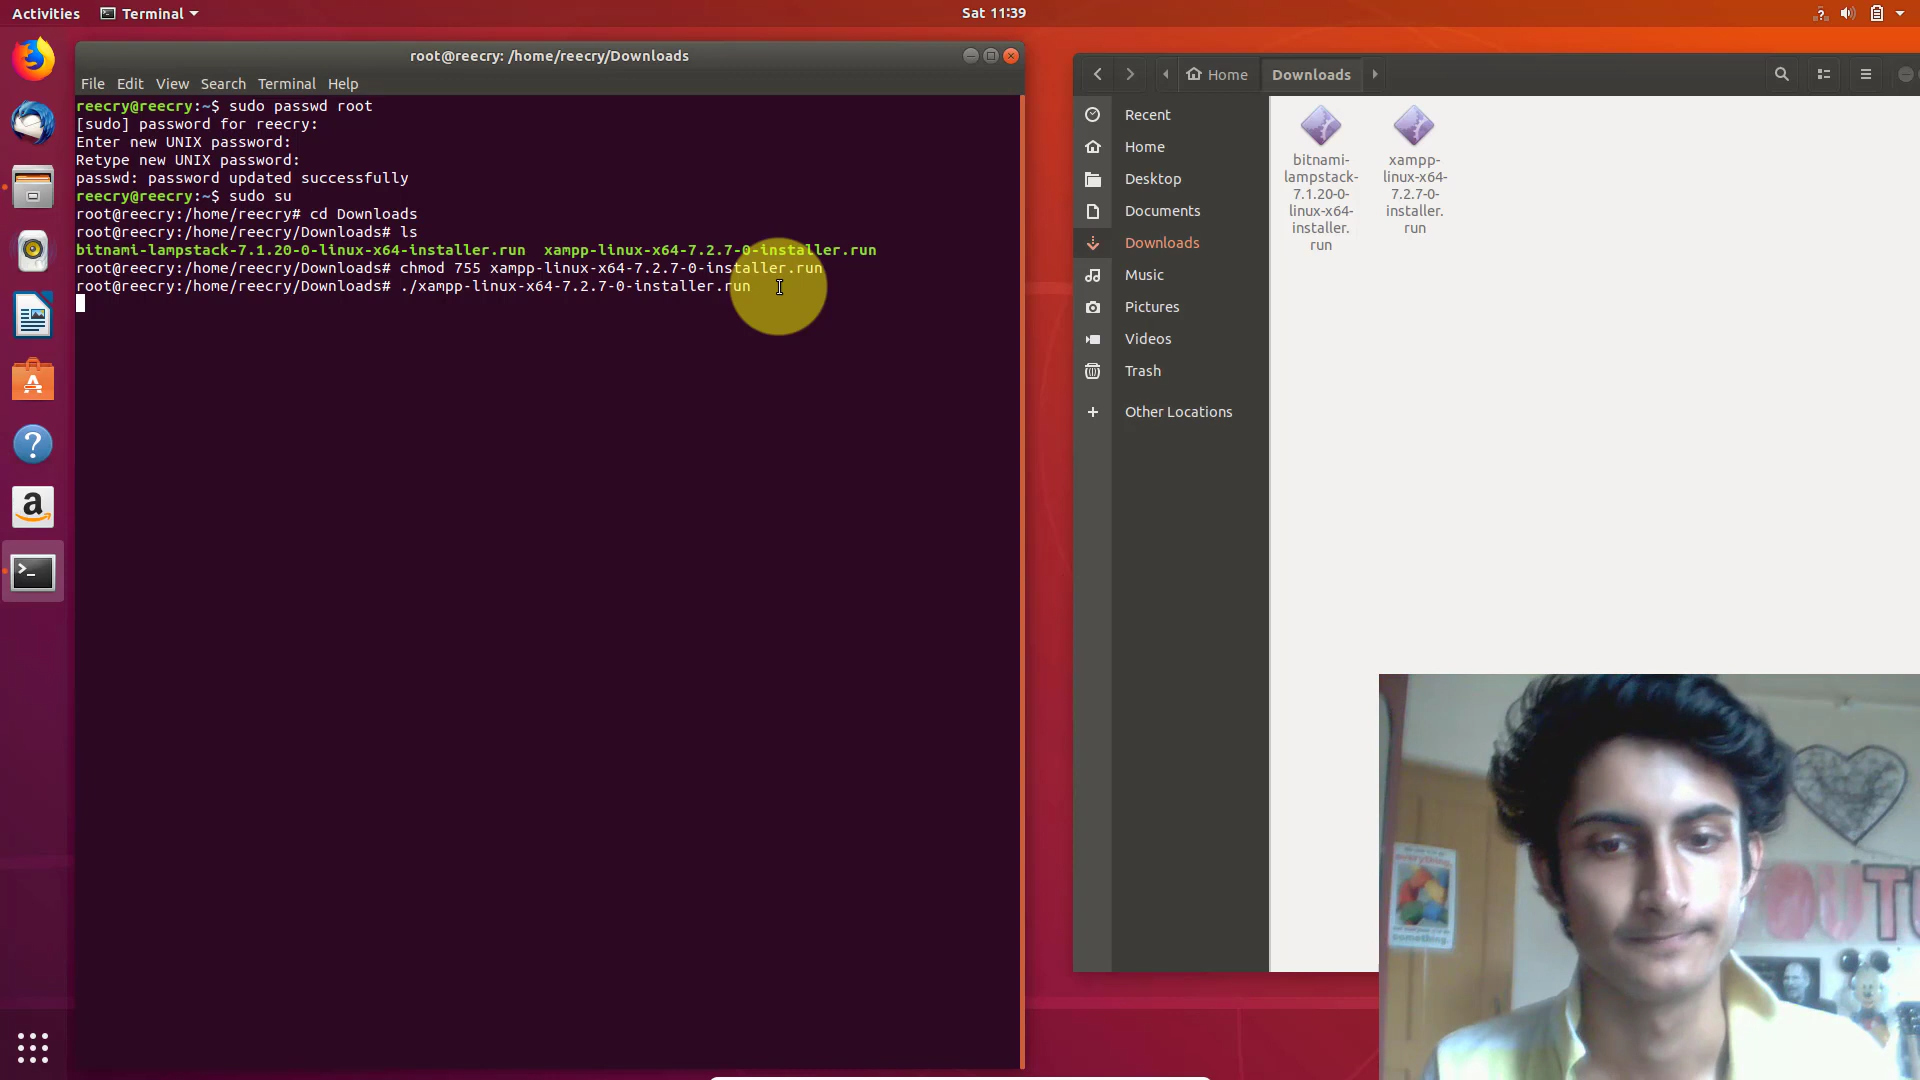 Activities
Terminal
Sat 11:39
root@reecry: /home/reecry/Downloads
File Edit View Search Terminal Help
reecry@reecry:~$ sudo passwd root
[sudo] password for reecry:
Enter new UNIX password:
Retype new UNIX password:
passwd: password updated successfully
reecry@reecry:~$ sudo su
root@reecry:/home/reecry# cd Downloads
root@reecry:/home/reecry/Downloads# ls
bitnami-lampstack-7.1.20-0-linux-x64-installer.run xampp-linux-x64-7.2.7-0-installer.run
root@reecry:/home/reecry/Downloads# chmod 755 xampp-linux-x64-7.2.7-0-installer.run
root@reecry:/home/reecry/Downloads# ./xampp-linux-x64-7.2.7-0-installer.run
Home
Downloads
Recent
Home
Desktop
Documents
Downloads
Music
Pictures
Videos
Trash
Other Locations
bitnami-
lampstack-
7.1.20-0-
linux-x64-
installer.
run
xampp-
linux-x64-
7.2.7-0-
installer.
run
everything
something.
OUT